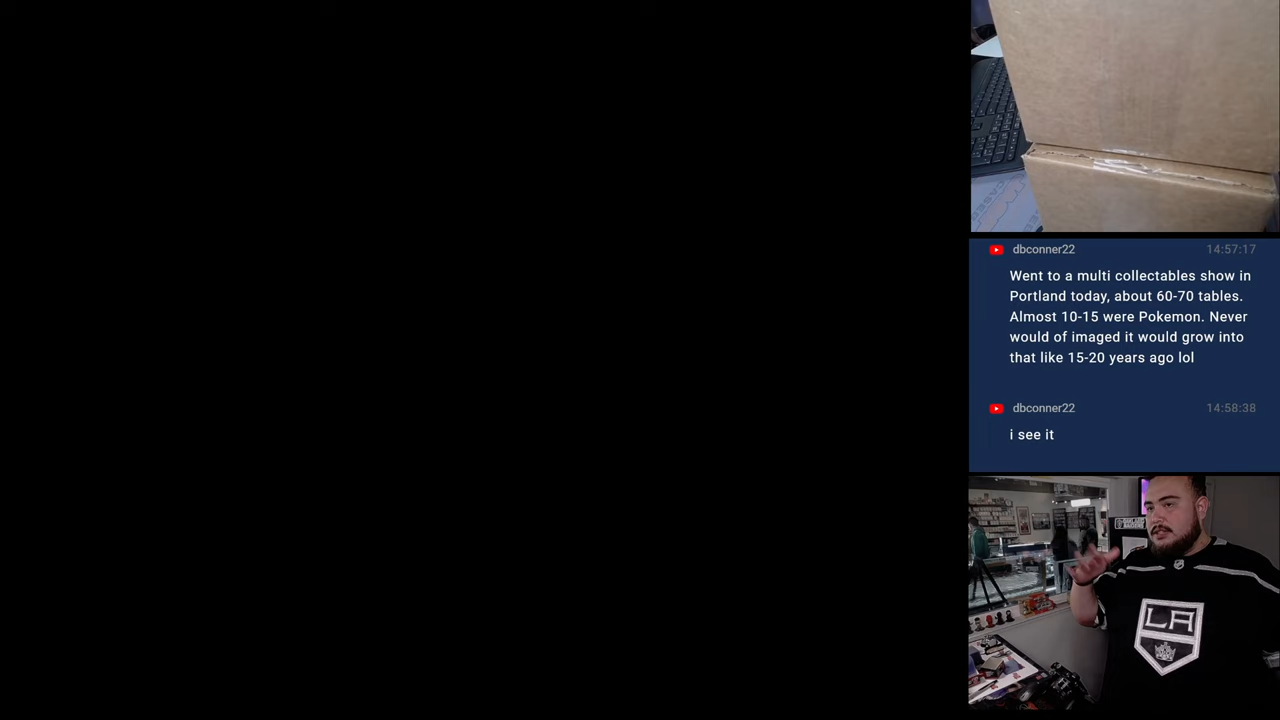 dbconner22 14:57:17
Went to a multi collectables show in
Portland today, about 60-70 tables.
Almost 10-15 were Pokemon. Never
would of imaged it would grow into
that like 15-20 years ago lol
dbconner22 14:58:38
i see it
LA